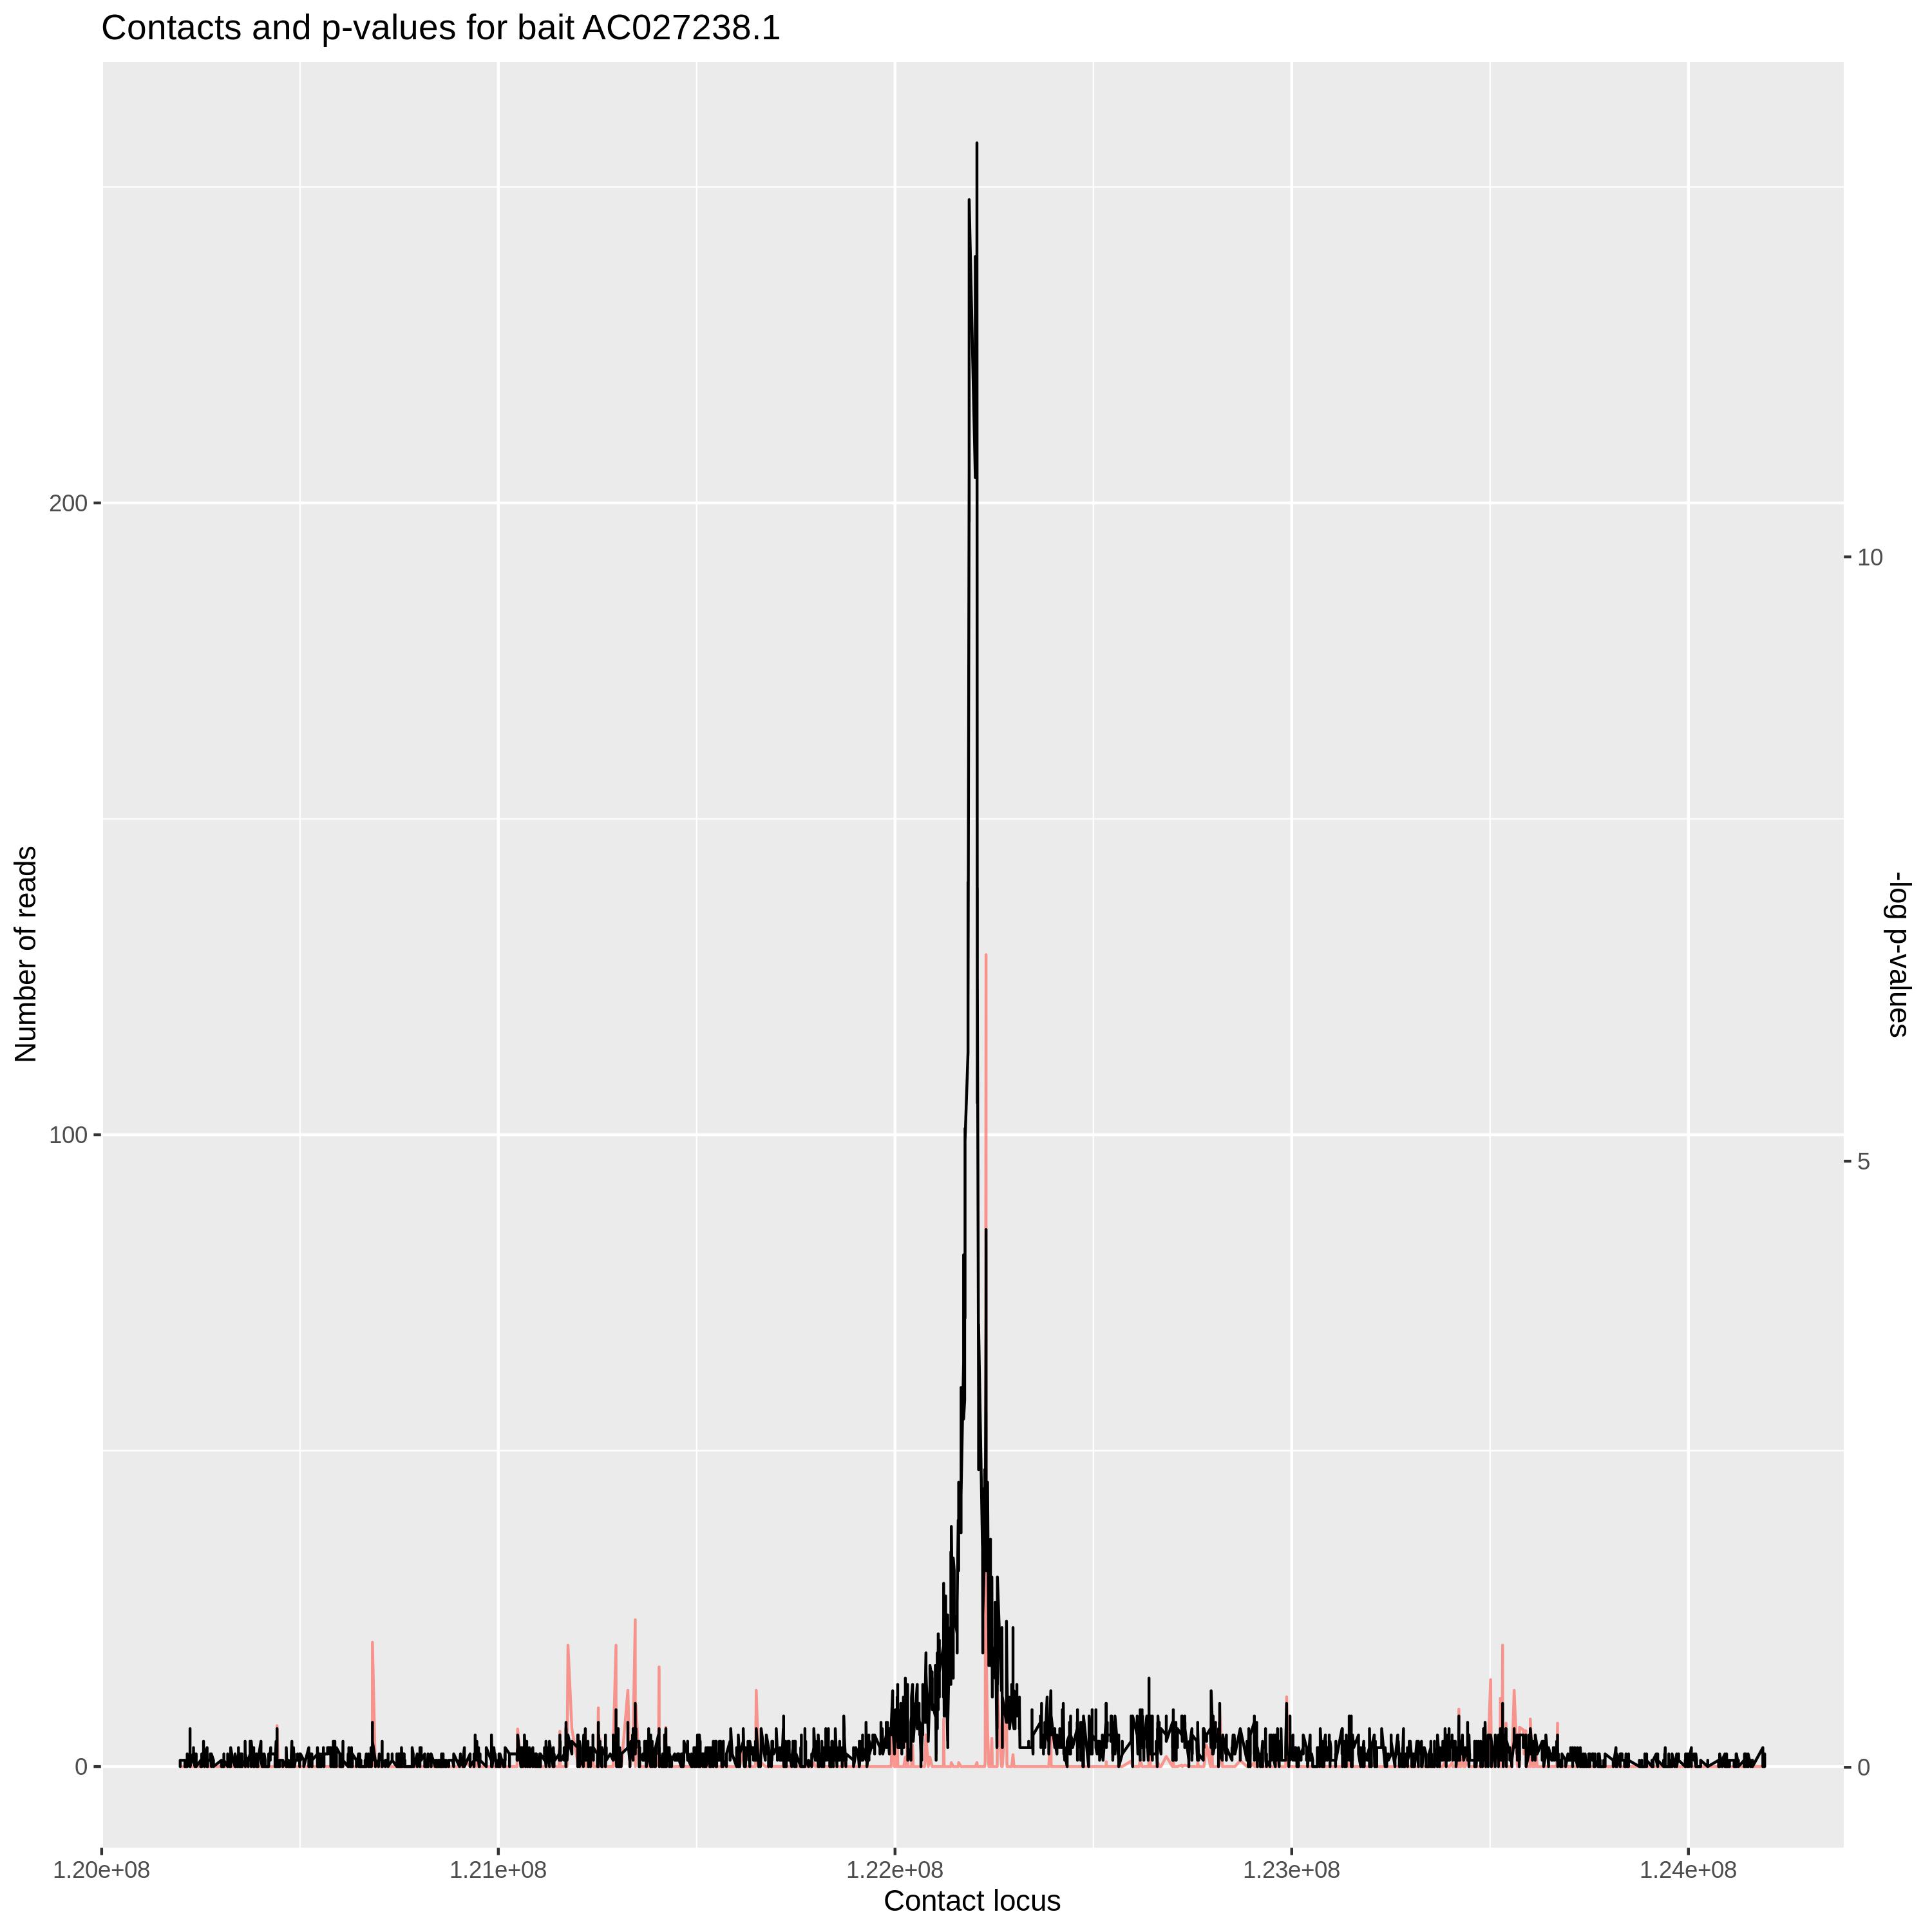 Contacts and p-values for bait AC027238.1
Number of reads
200
100
0
10
5
0
-log p-values
1.20e+08
1.21e+08
1.22e+08
1.23e+08
1.24e+08
Contact locus